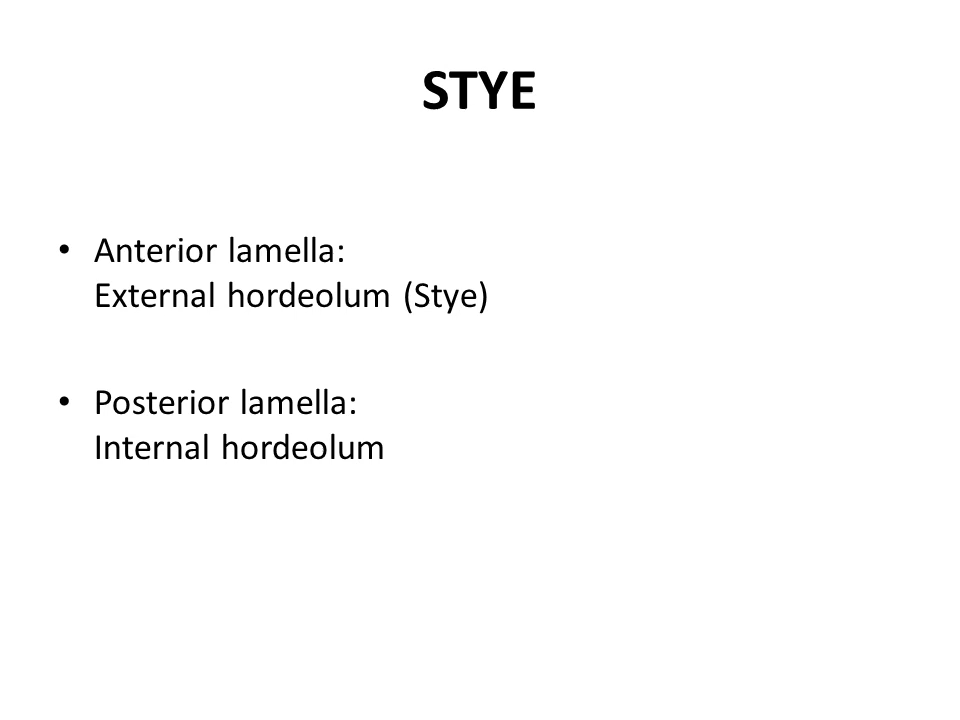 STYE
• Anterior lamella:
External hordeolum (Stye)
• Posterior lamella:
Internal hordeolum